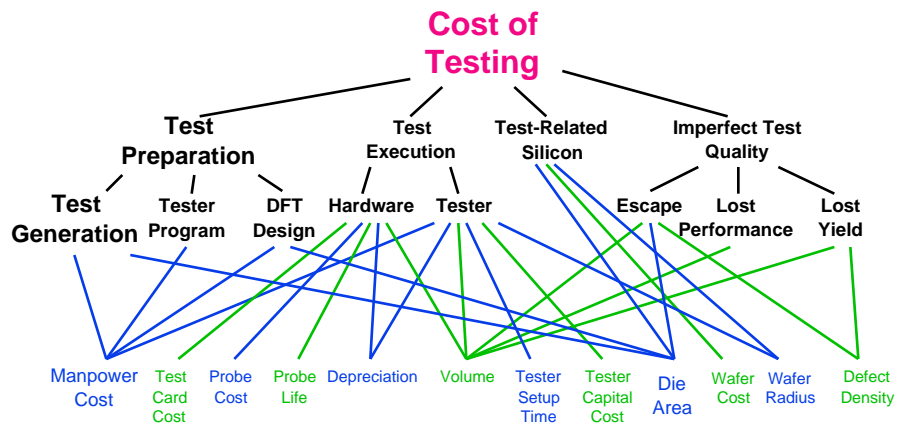 Cost of
Testing
Test
Preparation
Test
Execution
Test-Related
Silicon
Imperfect Test
Quality
Test
Generation
Tester
Program
DFT
Design
Hardware
Tester
Escape
Lost
Performance
Lost
Yield
Manpower
Cost
Test
Card
Cost
Probe
Cost
Probe
Life
Depreciation
Volume
Tester
Setup
Time
Tester
Capital
Cost
Die
Area
Wafer
Cost
Wafer
Radius
Defect
Density